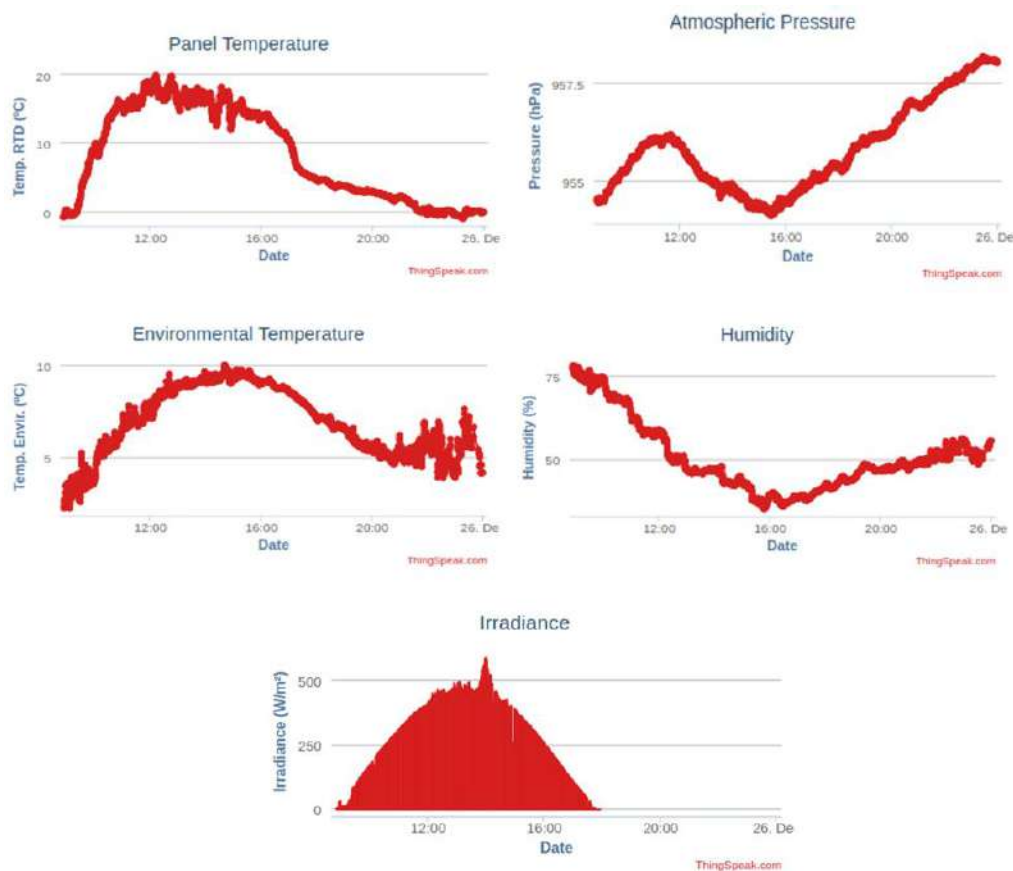 Panel Temperature
Temp. RTD (ºC)
20
10
0
12:00 16:00 20:00 26. De
Date
ThingSpeak.com
Atmospheric Pressure
Pressure (hPa)
957.5
955
12:00 16:00 20:00 26. De
Date
ThingSpeak.com
Environmental Temperature
Temp. Envir. (ºC)
10
5
12:00 16:00 20:00 26. De
Date
ThingSpeak.com
Humidity
Humidity (%)
75
50
12:00 16:00 20:00 26. De
Date
ThingSpeak.com
Irradiance
Irradiance (W/m²)
500
250
0
12:00 16:00 20:00 26. De
Date
ThingSpeak.com